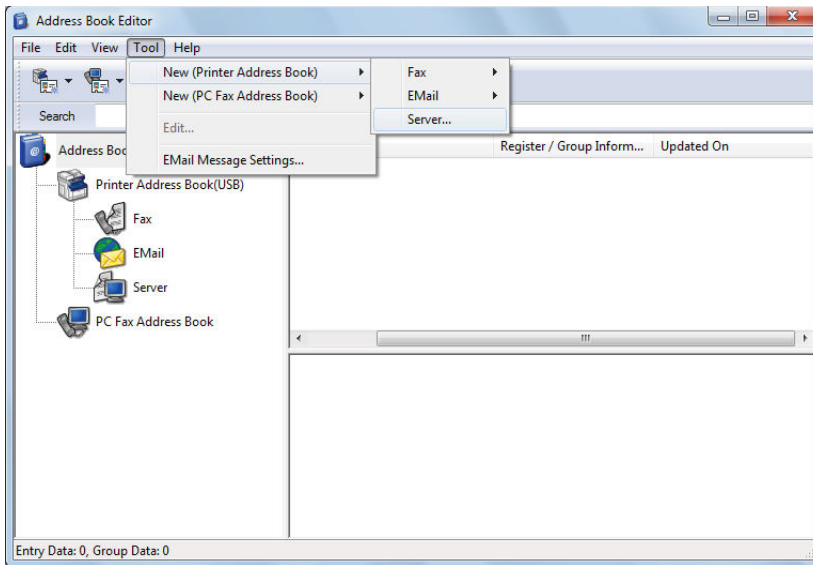 Address Book Editor
File Edit View Tool Help
New (Printer Address Book)
New (PC Fax Address Book)
Edit...
EMail Message Settings...
Fax
EMail
Server...
Search
Address Boo
Register / Group Inform... Updated On
Printer Address Book(USB)
Fax
EMail
Server
PC Fax Address Book
Entry Data: 0, Group Data: 0